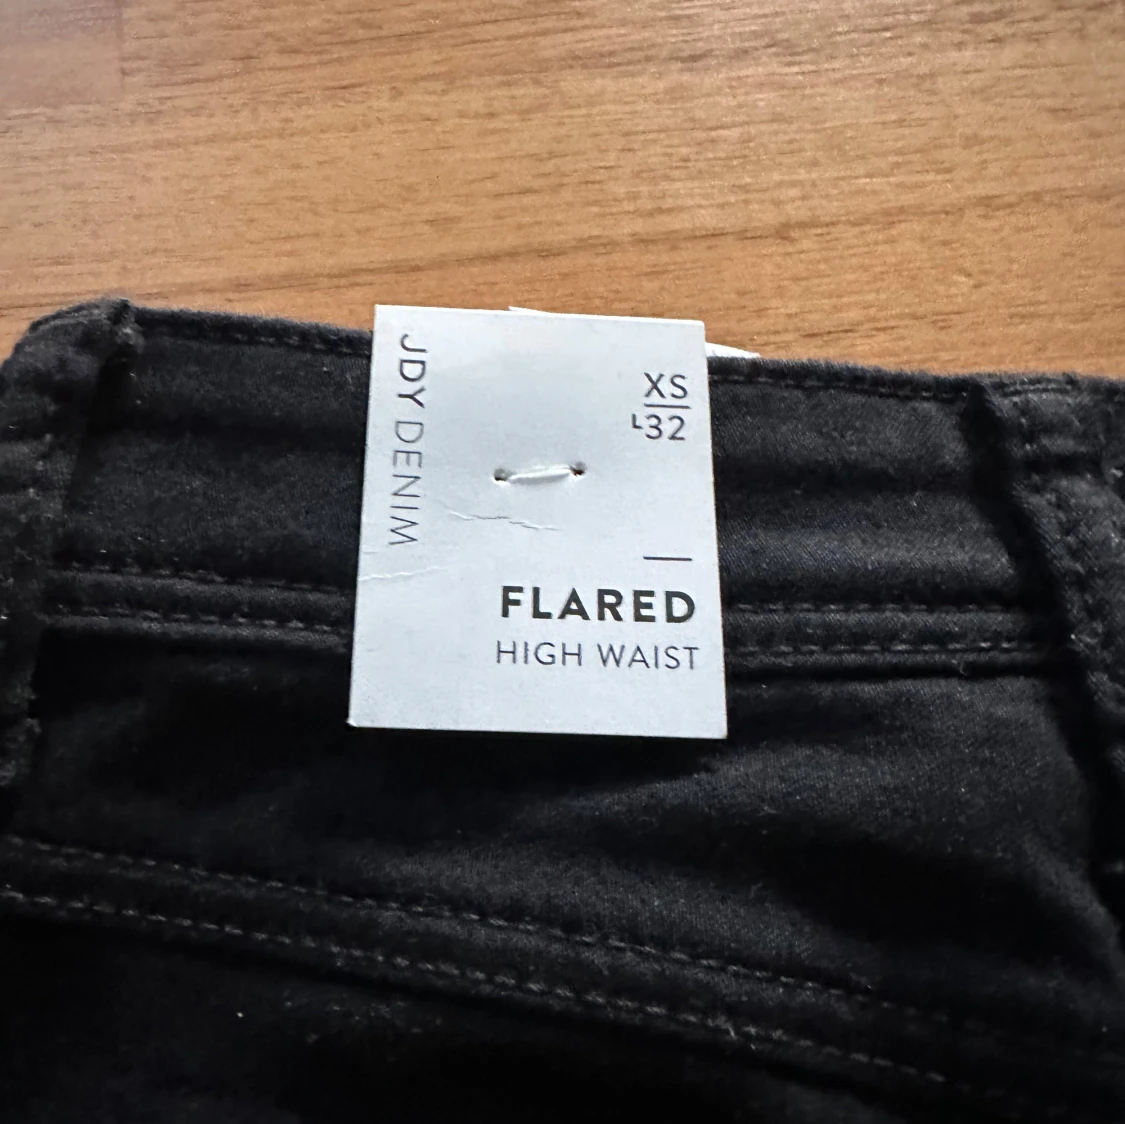 JDY DENIM
XS
L32
FLARED
HIGH WAIST